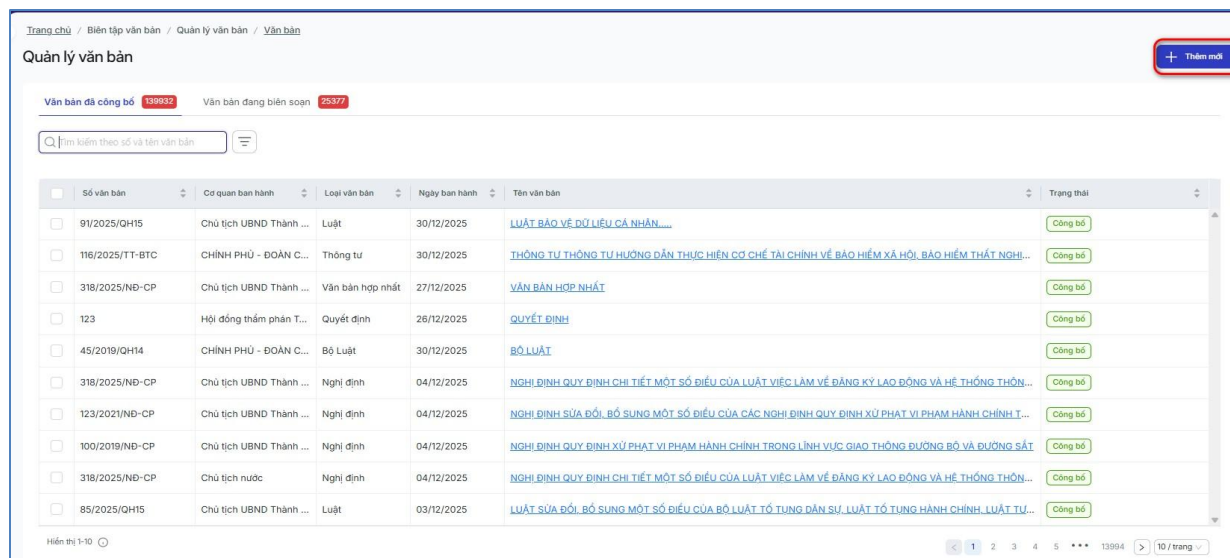 Trang chủ / Biên tập văn bản / Quản lý văn bản / Văn bản
Quản lý văn bản
+ Thêm mới
Văn bản đã công bố 139932 Văn bản đang biên soạn 25377
Tìm kiếm theo số và tên văn bản
Số văn bản Cơ quan ban hành Loại văn bản Ngày ban hành Tên văn bản Trạng thái
91/2025/QH15 Chủ tịch UBND Thành ... Luật 30/12/2025 LUẬT BẢO VỆ DỮ LIỆU CÁ NHÂN..... Công bố
116/2025/TT-BTC CHÍNH PHỦ - ĐOÀN C... Thông tư 30/12/2025 THÔNG TƯ THÔNG TƯ HƯỚNG DẪN THỰC HIỆN CƠ CHẾ TÀI CHÍNH VỀ BẢO HIỂM XÃ HỘI, BẢO HIỂM THẤT NGHI... Công bố
318/2025/NĐ-CP Chủ tịch UBND Thành ... Văn bản hợp nhất 27/12/2025 VĂN BẢN HỢP NHẤT Công bố
123 Hội đồng thẩm phán T... Quyết định 26/12/2025 QUYẾT ĐỊNH Công bố
45/2019/QH14 CHÍNH PHỦ - ĐOÀN C... Bộ Luật 30/12/2025 BỘ LUẬT Công bố
318/2025/NĐ-CP Chủ tịch UBND Thành ... Nghị định 04/12/2025 NGHỊ ĐỊNH QUY ĐỊNH CHI TIẾT MỘT SỐ ĐIỀU CỦA LUẬT VIỆC LÀM VỀ ĐĂNG KÝ LAO ĐỘNG VÀ HỆ THỐNG THÔN... Công bố
123/2021/NĐ-CP Chủ tịch UBND Thành ... Nghị định 04/12/2025 NGHỊ ĐỊNH SỬA ĐỔI, BỔ SUNG MỘT SỐ ĐIỀU CỦA CÁC NGHỊ ĐỊNH QUY ĐỊNH XỬ PHẠT VI PHẠM HÀNH CHÍNH T... Công bố
100/2019/NĐ-CP Chủ tịch UBND Thành ... Nghị định 04/12/2025 NGHỊ ĐỊNH QUY ĐỊNH XỬ PHẠT VI PHẠM HÀNH CHÍNH TRONG LĨNH VỰC GIAO THÔNG ĐƯỜNG BỘ VÀ ĐƯỜNG SẮT Công bố
318/2025/NĐ-CP Chủ tịch nước Nghị định 04/12/2025 NGHỊ ĐỊNH QUY ĐỊNH CHI TIẾT MỘT SỐ ĐIỀU CỦA LUẬT VIỆC LÀM VỀ ĐĂNG KÝ LAO ĐỘNG VÀ HỆ THỐNG THÔN... Công bố
85/2025/QH15 Chủ tịch UBND Thành ... Luật 03/12/2025 LUẬT SỬA ĐỔI, BỔ SUNG MỘT SỐ ĐIỀU CỦA BỘ LUẬT TỐ TỤNG DÂN SỰ, LUẬT TỐ TỤNG HÀNH CHÍNH, LUẬT TƯ... Công bố
Hiển thị 1-10 < 1 2 3 4 5 ••• 13994 > 10 / trang